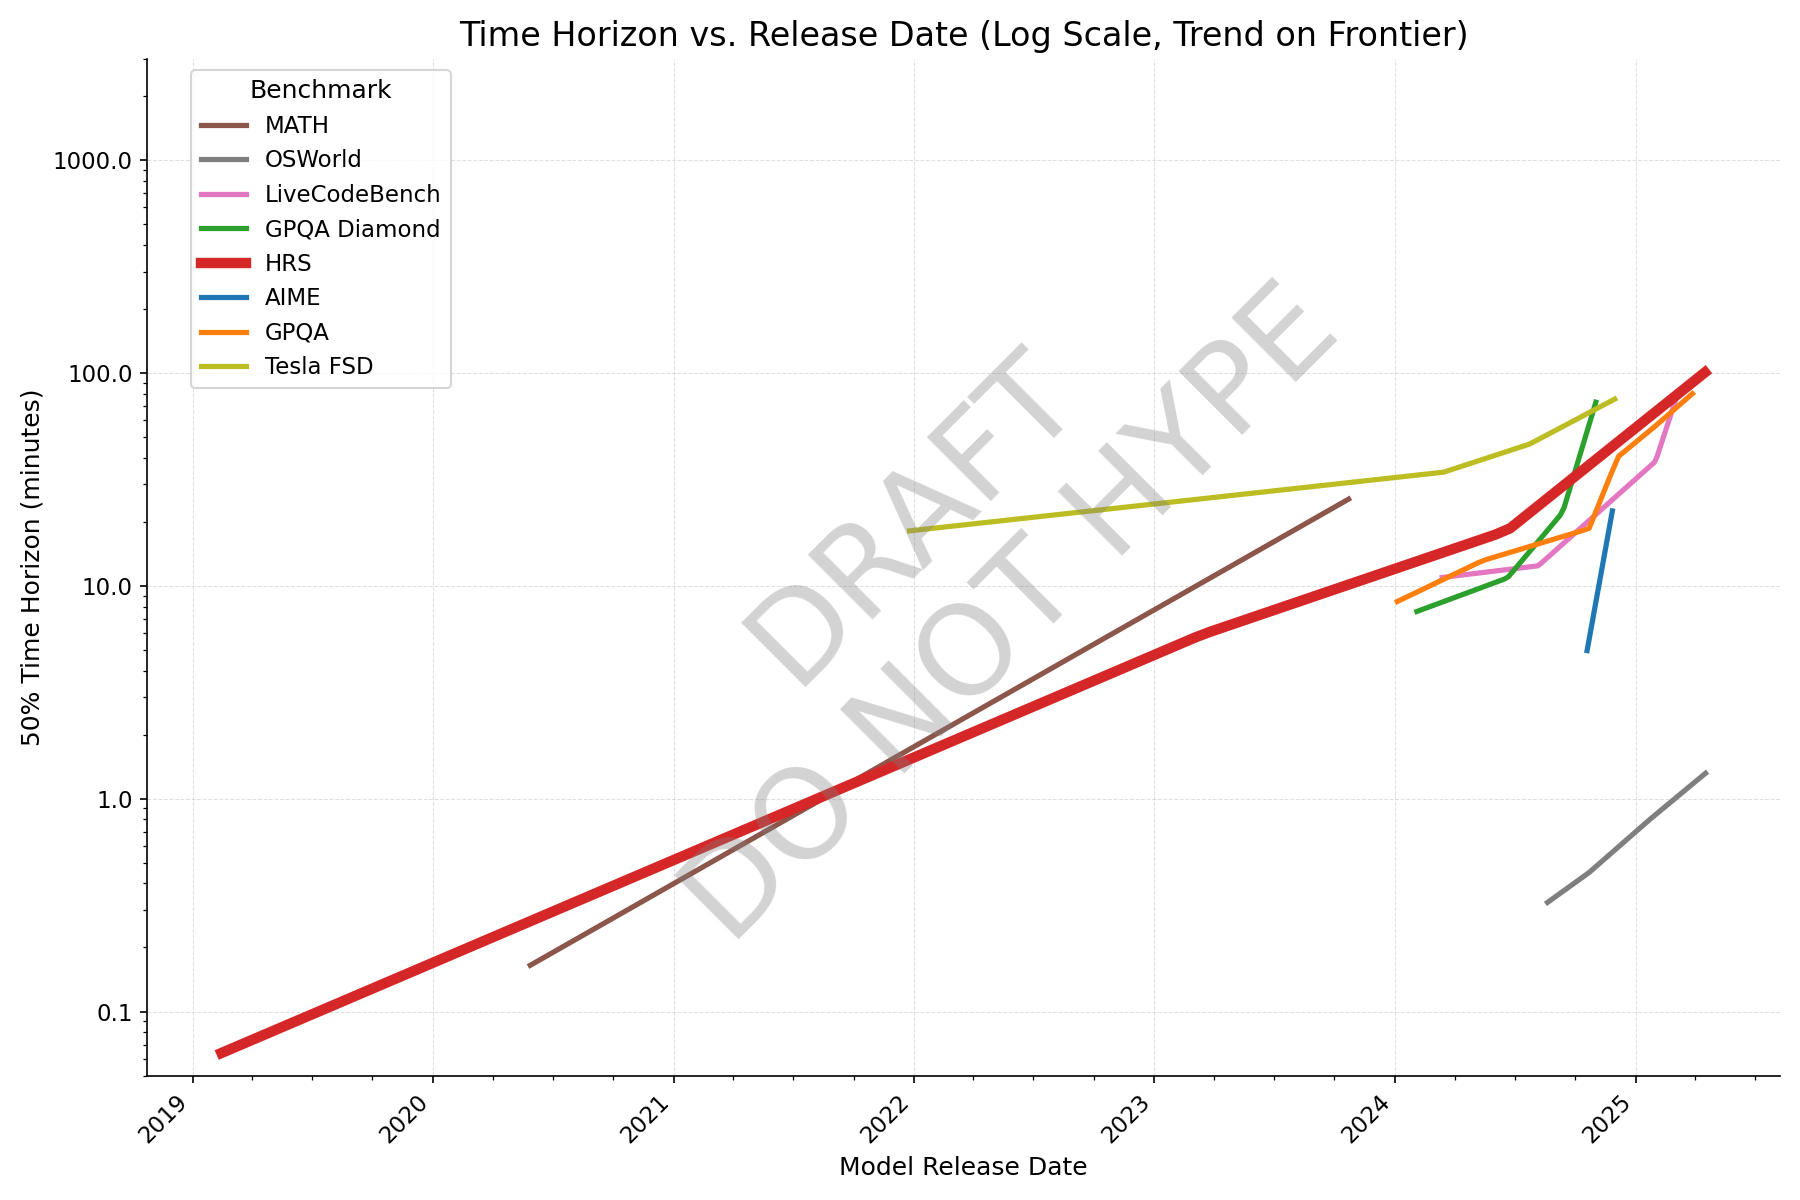 Time Horizon vs. Release Date (Log Scale, Trend on Frontier)
Benchmark
MATH
OSWorld
LiveCodeBench
GPQA Diamond
HRS
AIME
GPQA
Tesla FSD
50% Time Horizon (minutes)
1000.0
100.0
10.0
1.0
0.1
DRAFT
DO NOT HYPE
2019
2020
2021
2022
2023
2024
2025
Model Release Date